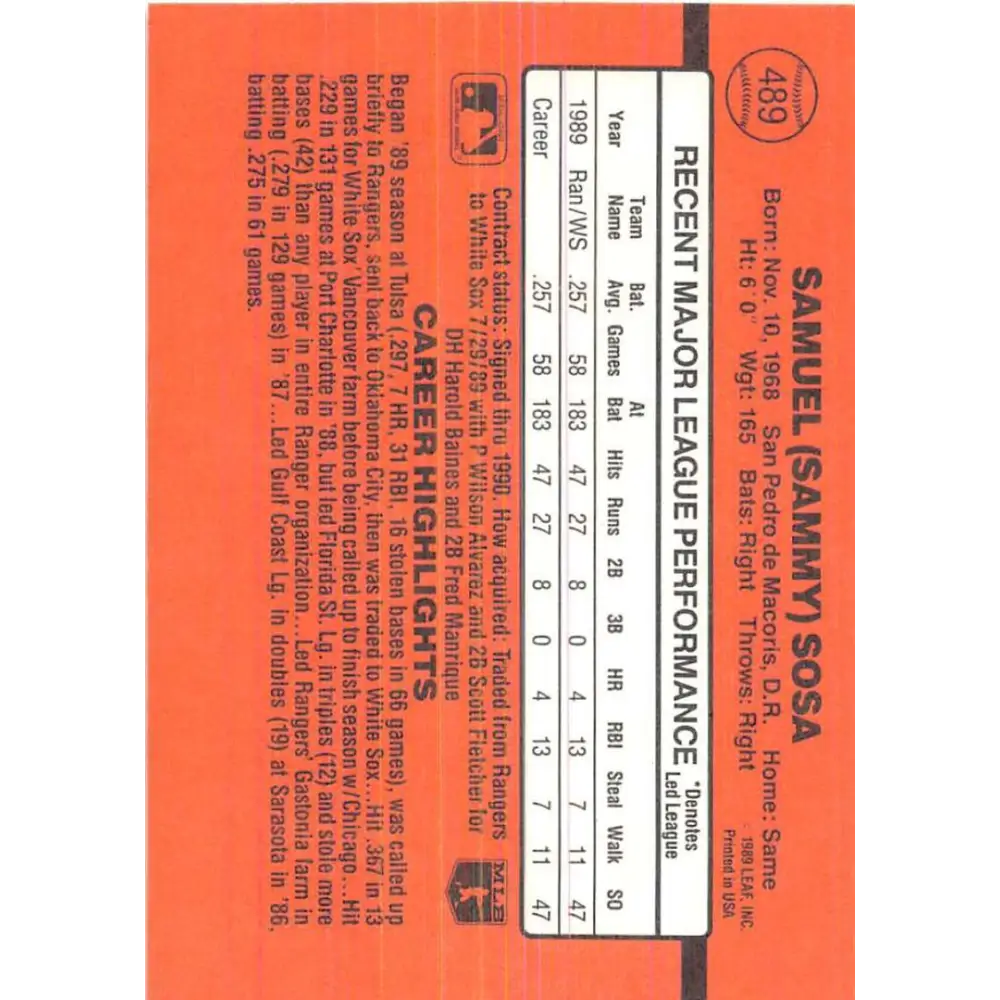 489
SAMUEL (SAMMY) SOSA
Born: Nov. 10, 1968 San Pedro de Macoris, D.R. Home: Same
Ht: 6' 0" Wgt: 165 Bats: Right Throws: Right
1989 LEAF, INC.
Printed in USA
RECENT MAJOR LEAGUE PERFORMANCE *Denotes Led League
Year Team Name Bat. Avg. Games At Bat Hits Runs 2B 3B HR RBI Steal Walk SO
1989 Ran/WS .257 58 183 47 27 8 0 4 13 7 11 47
Career .257 58 183 47 27 8 0 4 13 7 11 47
Contract status: Signed thru 1990. How acquired: Traded from Rangers
to White Sox 7/29/89 with P Wilson Alvarez and 2B Scott Fletcher for
DH Harold Baines and 2B Fred Manrique
MLB
CAREER HIGHLIGHTS
Began '89 season at Tulsa (.297, 7 HR, 31 RBI, 16 stolen bases in 66 games), was called up
briefly to Rangers, sent back to Oklahoma City, then was traded to White Sox...Hit .367 in 13
games for White Sox' Vancouver farm before being called up to finish season w/Chicago...Hit
.229 in 131 games at Port Charlotte in '88, but led Florida St. Lg. in triples (12) and stole more
bases (42) than any player in entire Ranger organization...Led Rangers' Gastonia farm in
batting (.279 in 129 games) in '87...Led Gulf Coast Lg. in doubles (19) at Sarasota in '86,
batting .275 in 61 games.